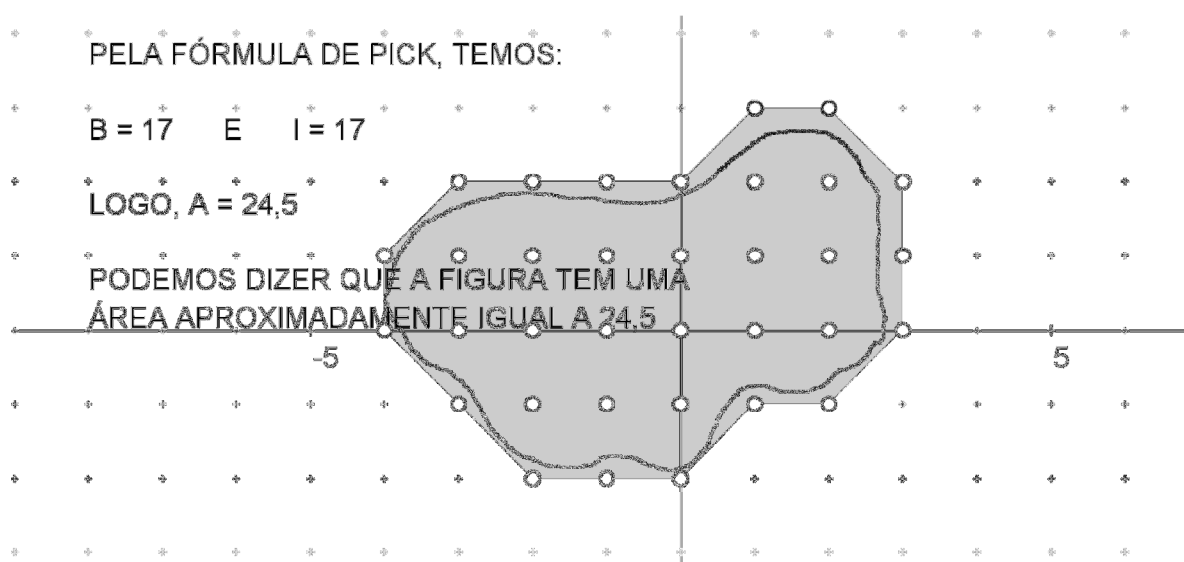 PELA FÓRMULA DE PICK, TEMOS:
B = 17 E I = 17
LOGO, A = 24,5
PODEMOS DIZER QUE A FIGURA TEM UMA
ÁREA APROXIMADAMENTE IGUAL A 24,5
-5 5